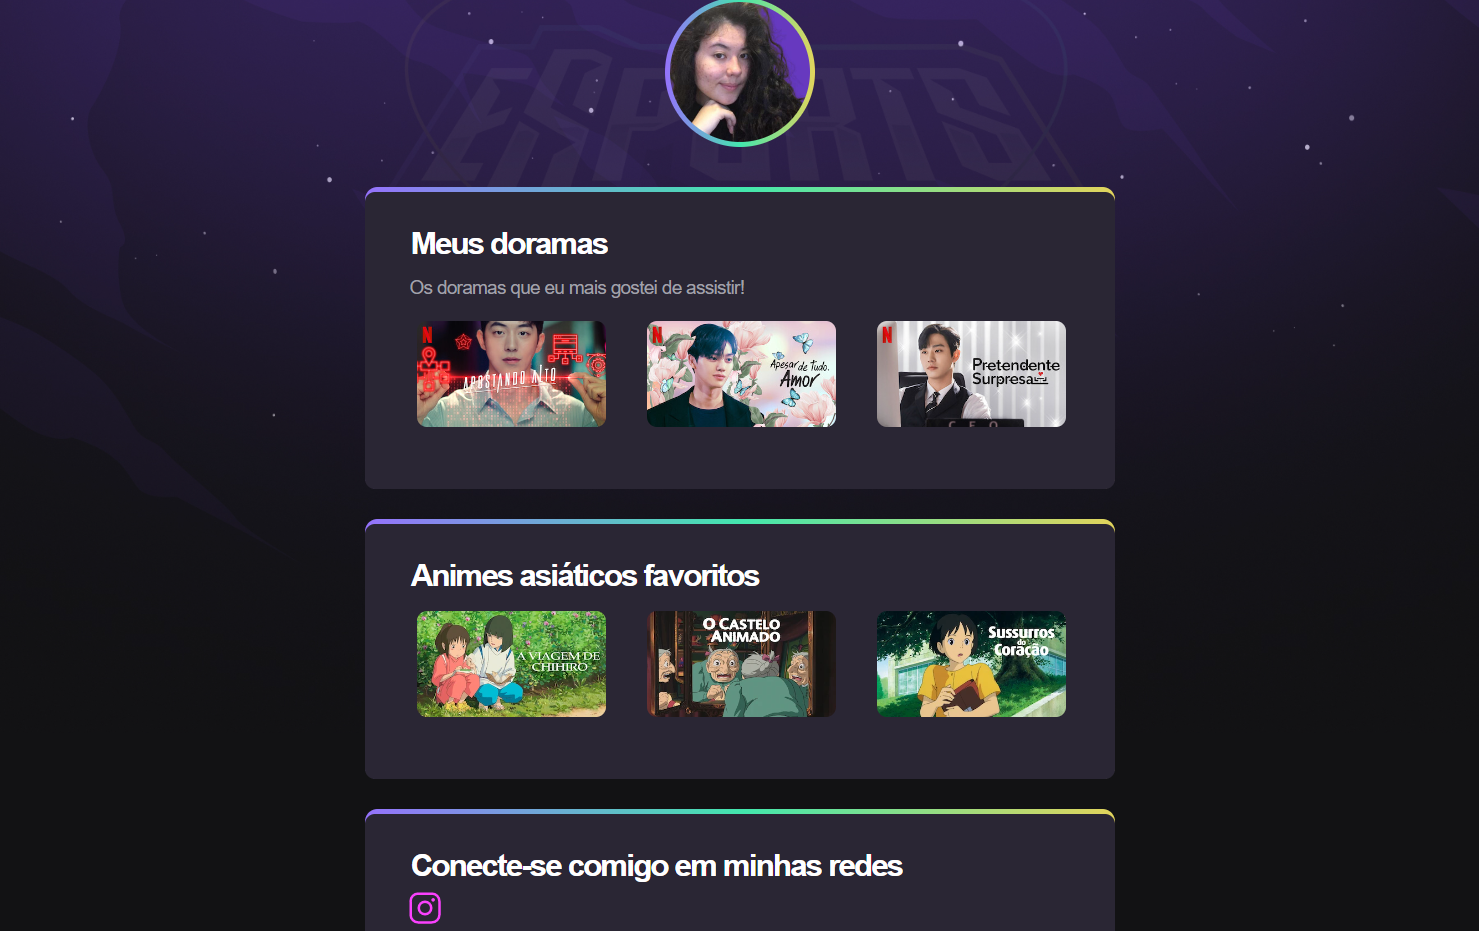 ESPORTS
Meus doramas
Os doramas que eu mais gostei de assistir!
N
APOSTANDO ALTO
N
Apesar de Tudo,
Amor
N
Pretendente
Surpresa
CEO
Animes asiáticos favoritos
A VIAGEM DE
CHIHIRO
O CASTELO
ANIMADO
Sussurros
do
Coração
Conecte-se comigo em minhas redes